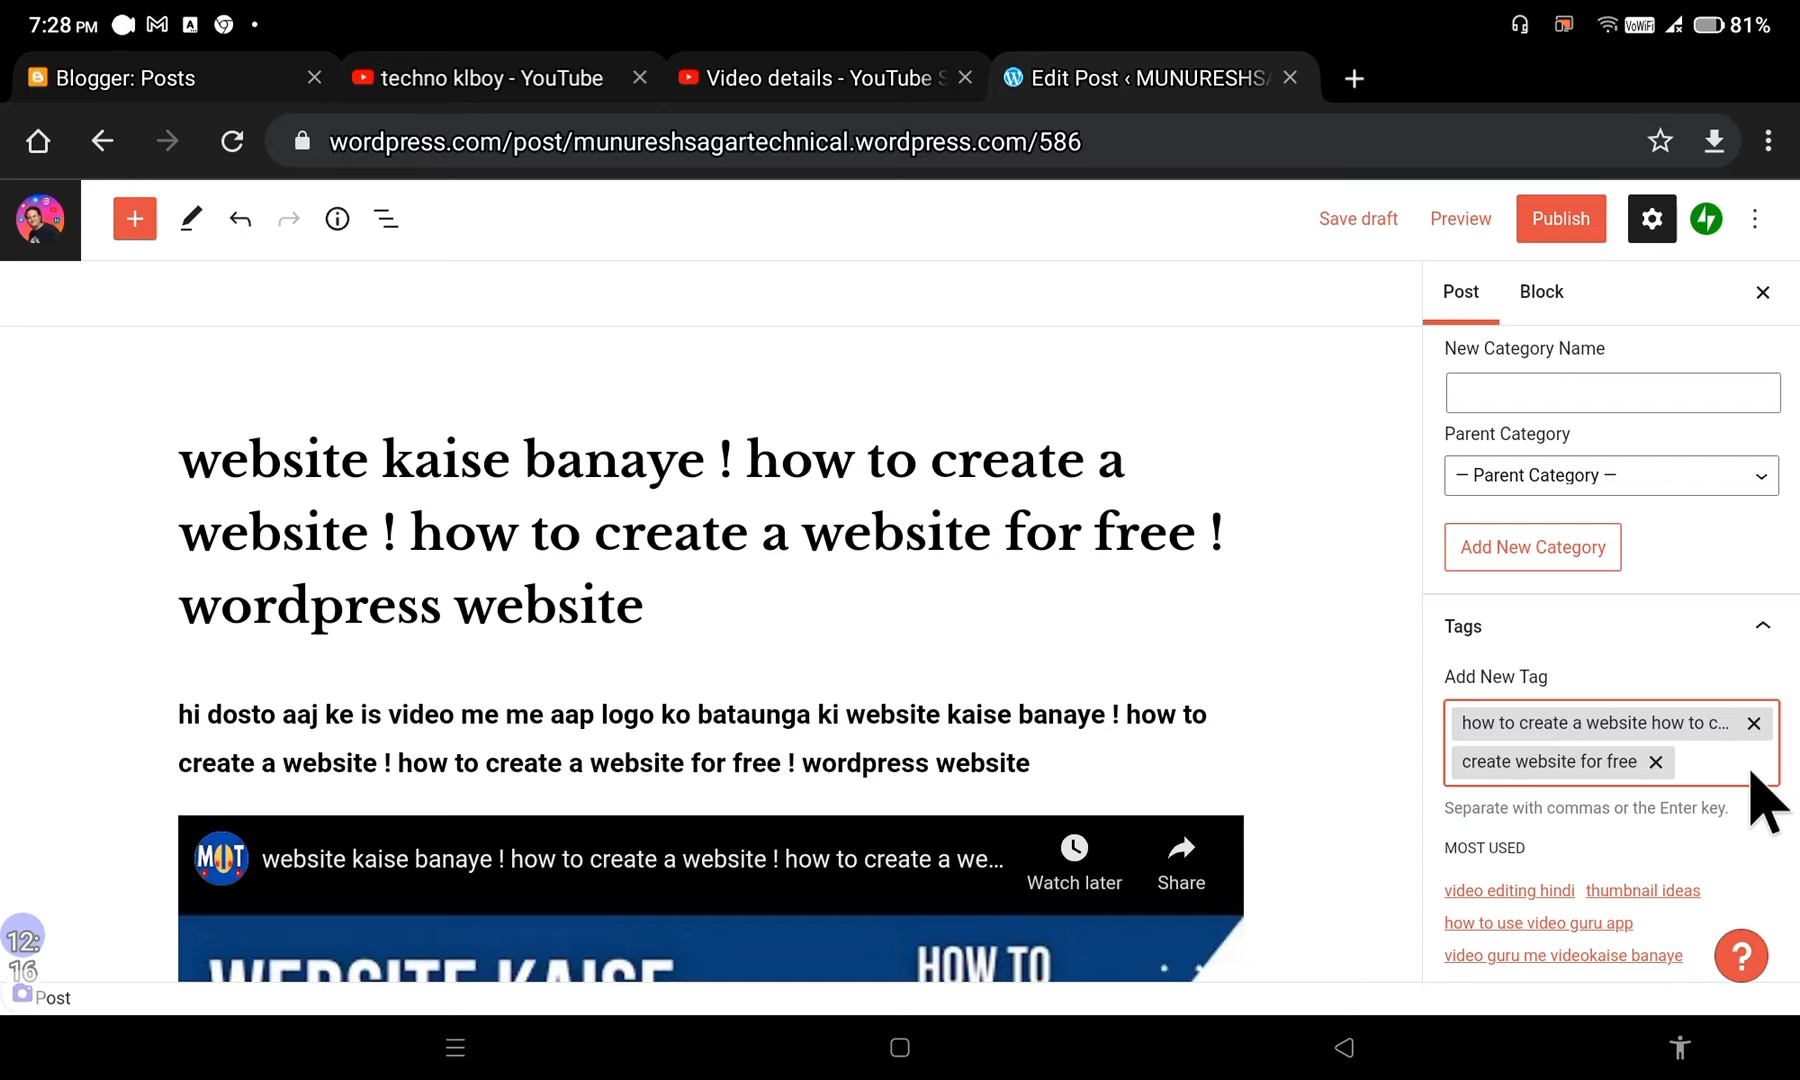 7:28 PM
81%
VoWiFi
Blogger: Posts
techno klboy - YouTube
Video details - YouTube S
Edit Post ‹ MUNURESHSA
wordpress.com/post/munureshsagartechnical.wordpress.com/586
Save draft
Preview
Publish
Post
Block
New Category Name
Parent Category
— Parent Category —
Add New Category
Tags
Add New Tag
how to create a website how to c...
create website for free
Separate with commas or the Enter key.
MOST USED
video editing hindi
thumbnail ideas
how to use video guru app
video guru me videokaise banaye
website kaise banaye ! how to create a
website ! how to create a website for free !
wordpress website
hi dosto aaj ke is video me me aap logo ko bataunga ki website kaise banaye ! how to
create a website ! how to create a website for free ! wordpress website
MUT
website kaise banaye ! how to create a website ! how to create a we...
Watch later
Share
WEBSITE KAISE
HOW TO
12:
16
Post